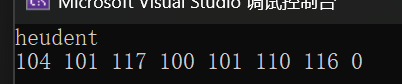 Microsoft Visual Studio 调试控制台
heudent
104 101 117 100 101 110 116 0